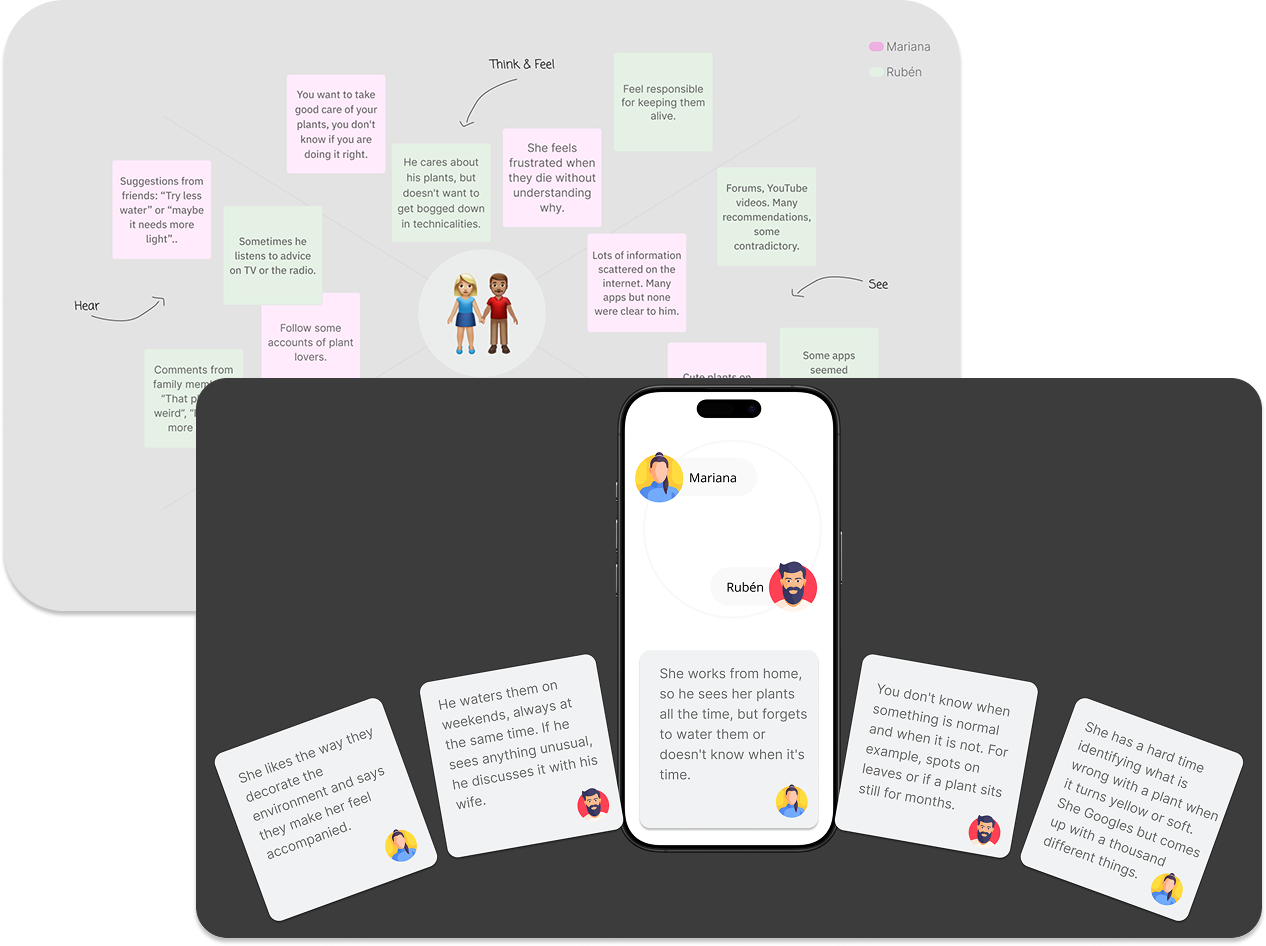 Mariana
Rubén
Think & Feel
You want to take
good care of your
plants, you don't
know if you are
doing it right.
He cares about
his plants, but
doesn't want to
get bogged down
in technicalities.
She feels
frustrated when
they die without
understanding
why.
Feel responsible
for keeping them
alive.
Suggestions from
friends: “Try less
water” or “maybe
it needs more
light”..
Sometimes he
listens to advice
on TV or the radio.
Hear
Follow some
accounts of plant
lovers.
Comments from
family
“That
weird”,
more
Forums, YouTube
videos. Many
recommendations,
some
contradictory.
Lots of information
scattered on the
internet. Many
apps but none
were clear to him.
See
Cute plants on
Some apps
seemed
Mariana
Rubén
She likes the way they
decorate the
environment and says
they make her feel
accompanied.
He waters them on
weekends, always at
the same time. If he
sees anything unusual,
he discusses it with his
wife.
She works from home,
so he sees her plants
all the time, but forgets
to water them or
doesn't know when it's
time.
You don't know when
something is normal
and when it is not. For
example, spots on
leaves or if a plant sits
still for months.
She has a hard time
identifying what is
wrong with a plant when
it turns yellow or soft.
She Googles but comes
up with a thousand
different things.